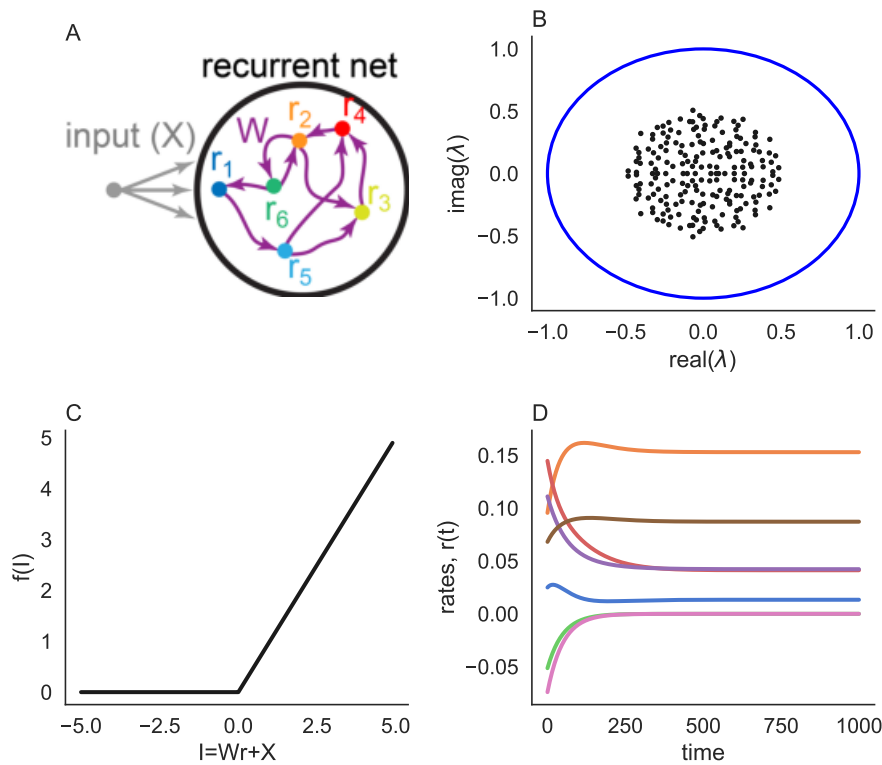 A
recurrent net
input (X)
W
r1
r2
r4
r3
r6
r5
B
1.0
0.5
0.0
−0.5
−1.0
imag(λ)
−1.0
−0.5
0.0
0.5
1.0
real(λ)
C
5
4
3
2
1
0
f(I)
−5.0
−2.5
0.0
2.5
5.0
I=Wr+X
D
0.15
0.10
0.05
0.00
−0.05
rates, r(t)
0
250
500
750
1000
time